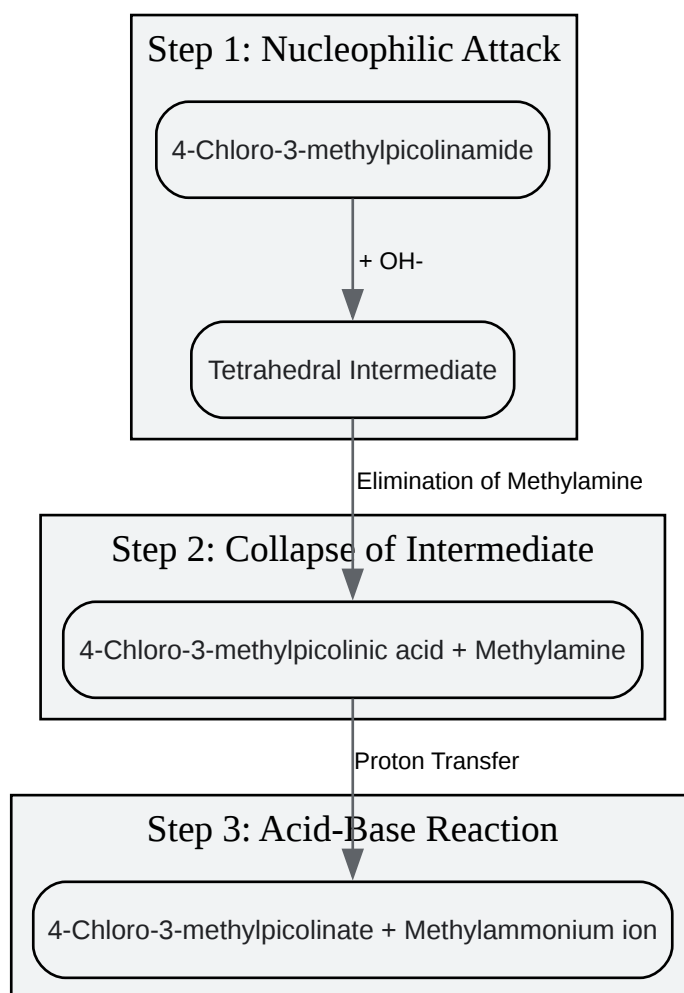 Step 1: Nucleophilic Attack
4-Chloro-3-methylpicolinamide
+ OH-
Tetrahedral Intermediate
Elimination of Methylamine
Step 2: Collapse of Intermediate
4-Chloro-3-methylpicolinic acid + Methylamine
Proton Transfer
Step 3: Acid-Base Reaction
4-Chloro-3-methylpicolinate + Methylammonium ion